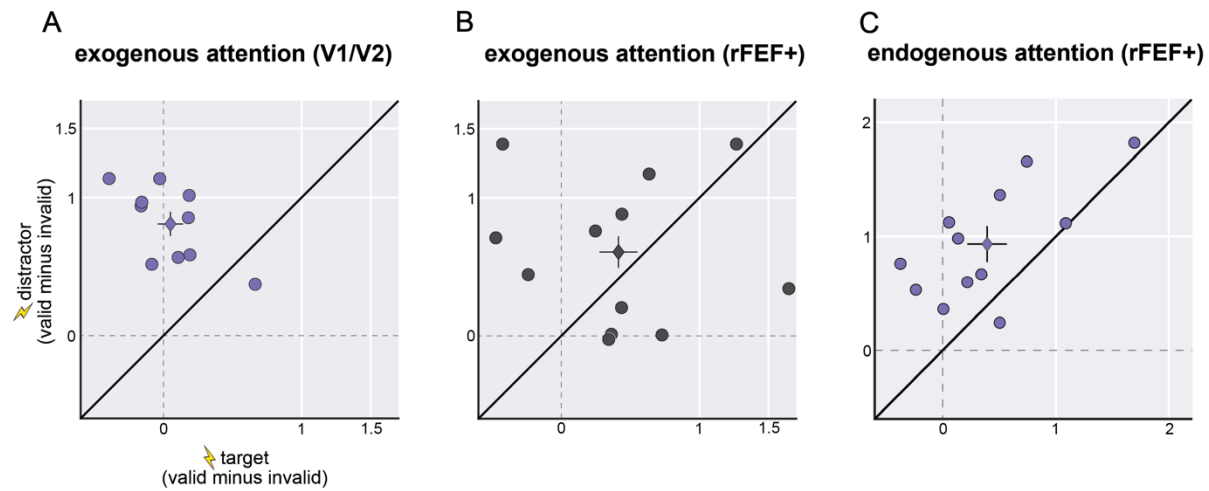 A
exogenous attention (V1/V2)
1.5
1
0
0
1
1.5
⚡ distractor
(valid minus invalid)
⚡ target
(valid minus invalid)
B
exogenous attention (rFEF+)
1.5
1
0
0
1
1.5
C
endogenous attention (rFEF+)
2
1
0
0
1
2